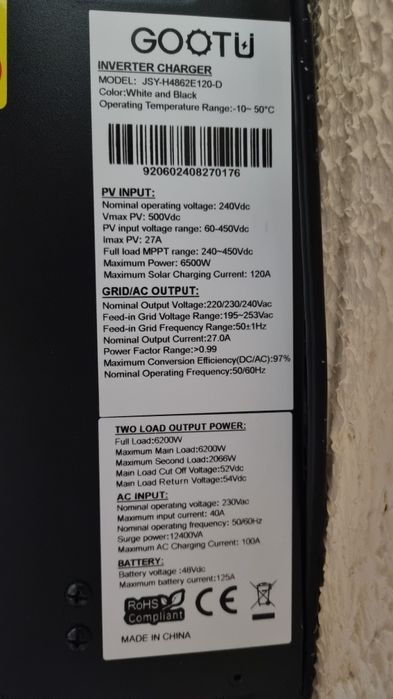 GOOTU
INVERTER CHARGER
MODEL: JSY-H4862E120-D
Color:White and Black
Operating Temperature Range:-10~ 50°C
920602408270176
PV INPUT:
Nominal operating voltage: 240Vdc
Vmax PV: 500Vdc
PV input voltage range: 60-450Vdc
Imax PV: 27A
Full load MPPT range: 240~450Vdc
Maximum Power: 6500W
Maximum Solar Charging Current: 120A
GRID/AC OUTPUT:
Nominal Output Voltage:220/230/240Vac
Feed-in Grid Voltage Range:195~253Vac
Feed-in Grid Frequency Range:50±1Hz
Nominal Output Current:27.0A
Power Factor Range:>0.99
Maximum Conversion Efficiency(DC/AC):97%
Nominal Operating Frequency:50/60Hz
TWO LOAD OUTPUT POWER:
Full Load:6200W
Maximum Main Load:6200W
Maximum Second Load:2066W
Main Load Cut Off Voltage:52Vdc
Main Load Return Voltage:54Vdc
AC INPUT:
Nominal operating voltage: 230Vac
Maximum input current: 40A
Nominal operating frequency: 50/60Hz
Surge power:12400VA
Maximum AC Charging Current: 100A
BATTERY:
Battery voltage :48Vdc
Maximum battery current:125A
RoHS
Compliant
CE
MADE IN CHINA